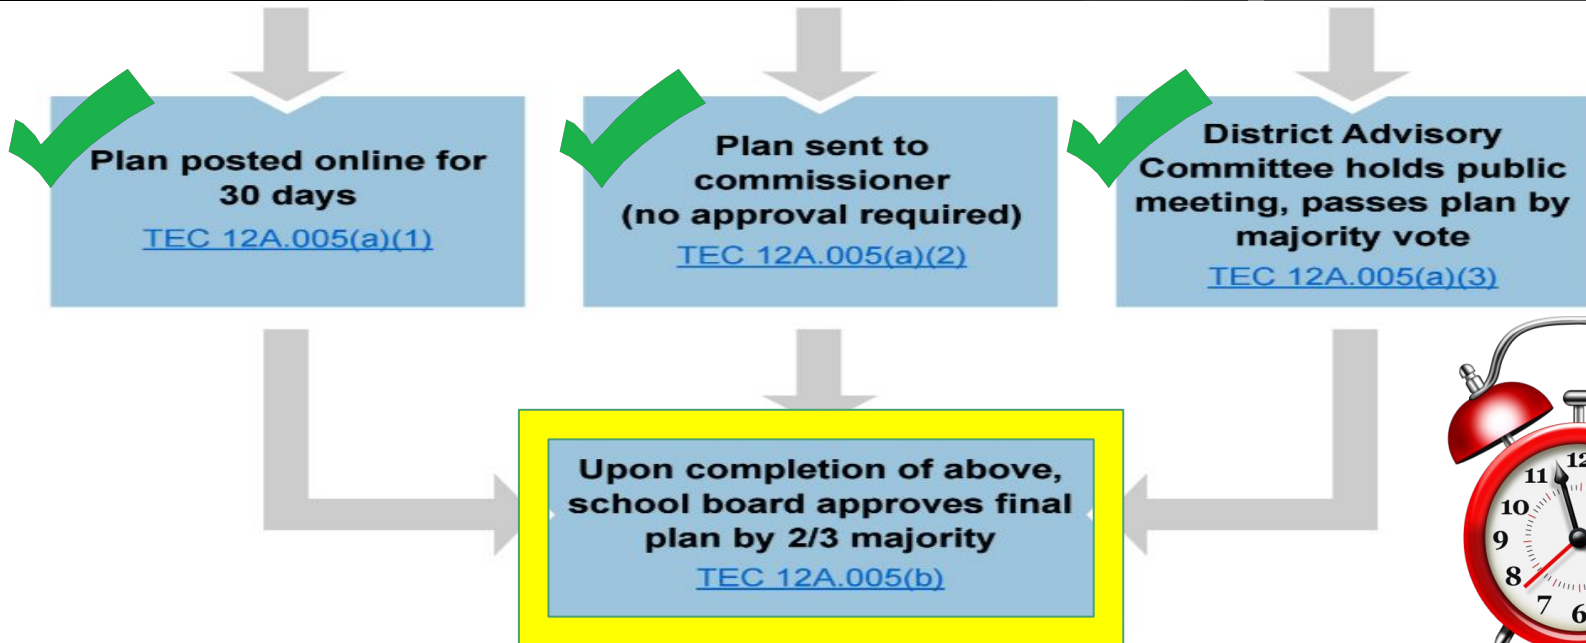 Plan posted online for
30 days
TEC 12A.005(a)(1)
Plan sent to
commissioner
(no approval required)
TEC 12A.005(a)(2)
District Advisory
Committee holds public
meeting, passes plan by
majority vote
TEC 12A.005(a)(3)
Upon completion of above,
school board approves final
plan by 2/3 majority
TEC 12A.005(b)
11 12
10
9
8
7 6